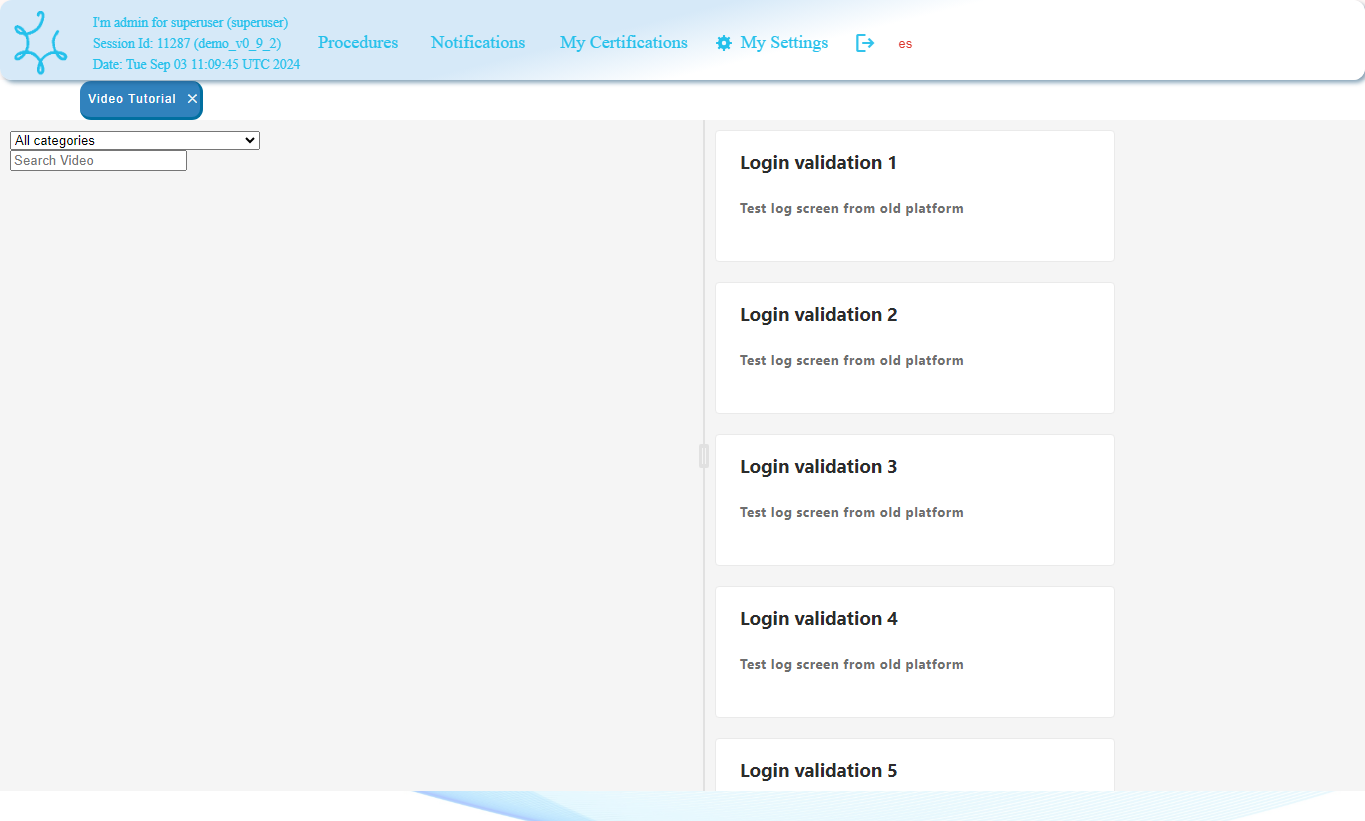 I'm admin for superuser (superuser)
Session Id: 11287 (demo_v0_9_2)
Date: Tue Sep 03 11:09:45 UTC 2024
Procedures
Notifications
My Certifications
My Settings
es
Video Tutorial ×
All categories
Search Video
Login validation 1
Test log screen from old platform
Login validation 2
Test log screen from old platform
Login validation 3
Test log screen from old platform
Login validation 4
Test log screen from old platform
Login validation 5